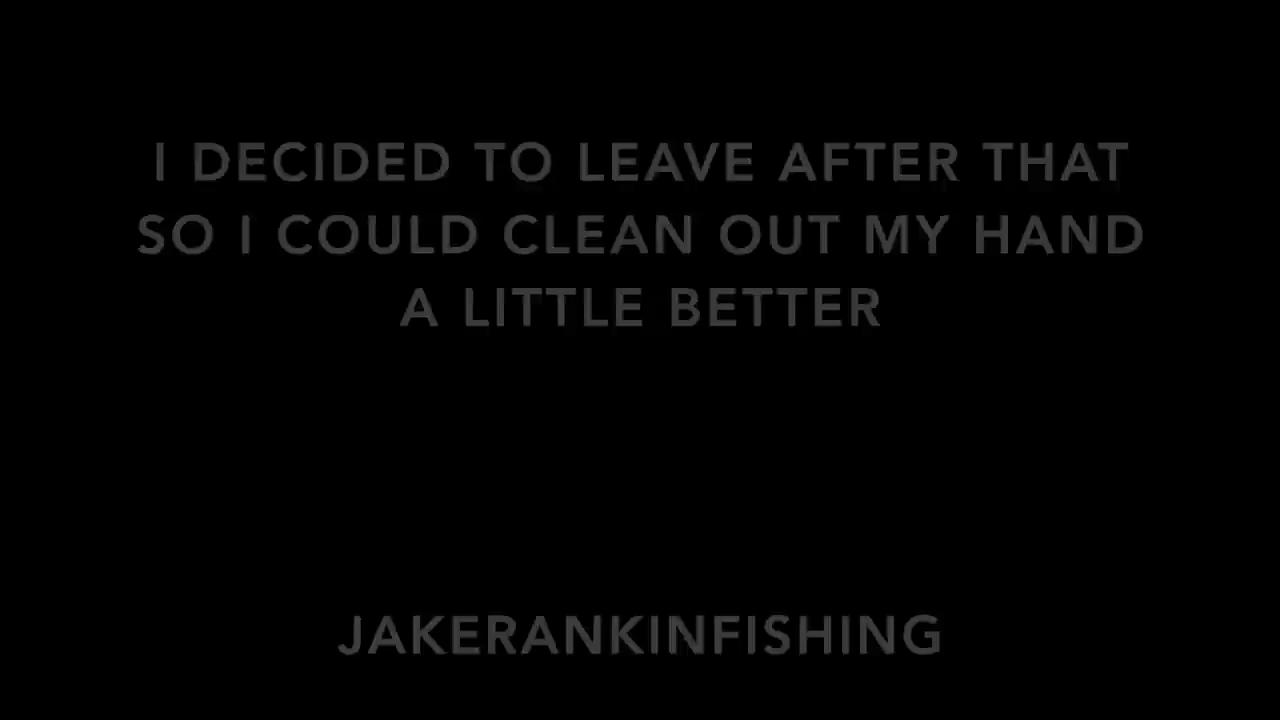 I DECIDED TO LEAVE AFTER THAT
SO I COULD CLEAN OUT MY HAND
A LITTLE BETTER
JAKERANKINFISHING